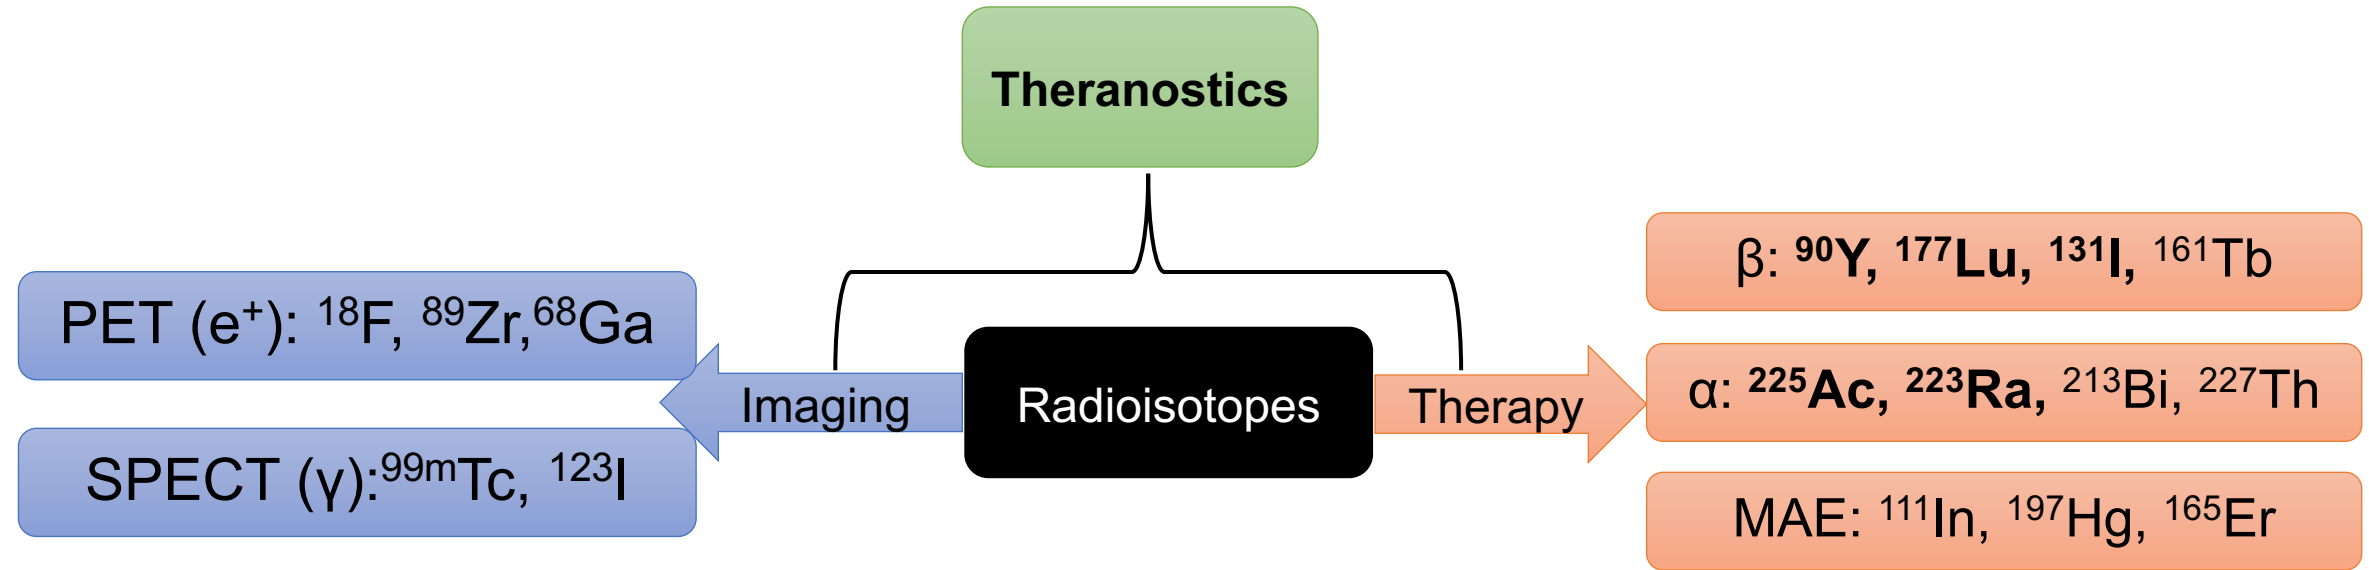 Theranostics
PET (e⁺): ¹⁸F, ⁸⁹Zr,⁶⁸Ga
SPECT (γ):⁹⁹ᵐTc, ¹²³I
Imaging
Radioisotopes
Therapy
β: ⁹⁰Y, ¹⁷⁷Lu, ¹³¹I, ¹⁶¹Tb
α: ²²⁵Ac, ²²³Ra, ²¹³Bi, ²²⁷Th
MAE: ¹¹¹In, ¹⁹⁷Hg, ¹⁶⁵Er